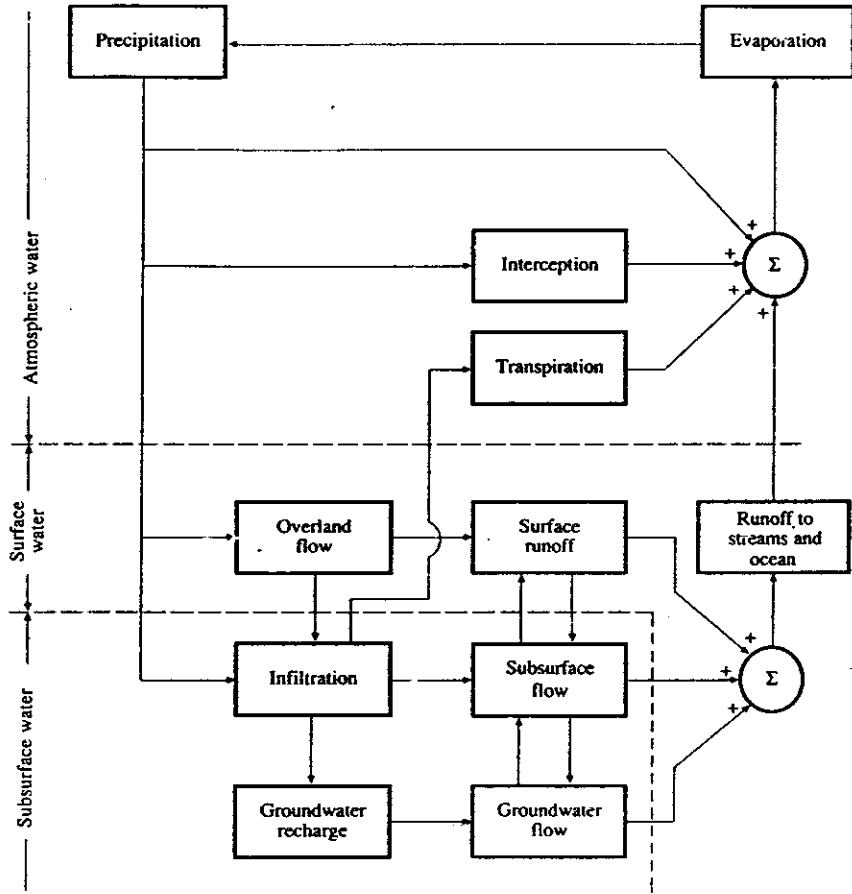 Precipitation
Evaporation
+
Interception
+
Σ
+
+
Transpiration
Atmospheric water
Overland
flow
Surface
runoff
Runoff to
streams and
ocean
Surface
water
+
Infiltration
Subsurface
flow
+
Σ
+
Groundwater
recharge
Groundwater
flow
Subsurface water